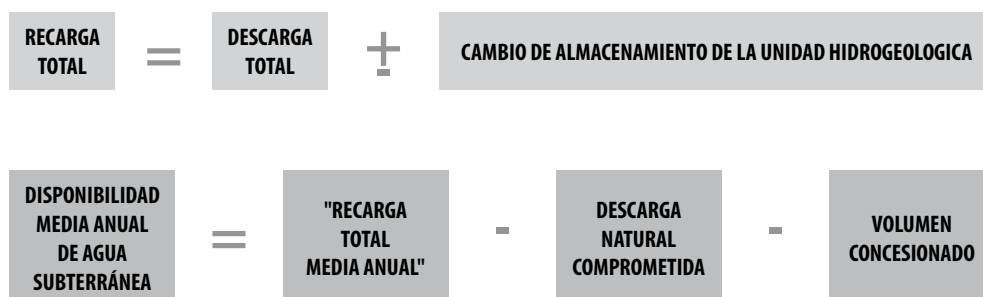 RECARGA
TOTAL
=
DESCARGA
TOTAL
±
CAMBIO DE ALMACENAMIENTO DE LA UNIDAD HIDROGEOLOGICA
DISPONIBILIDAD
MEDIA ANUAL
DE AGUA
SUBTERRÁNEA
=
"RECARGA
TOTAL
MEDIA ANUAL"
-
DESCARGA
NATURAL
COMPROMETIDA
-
VOLUMEN
CONCESIONADO